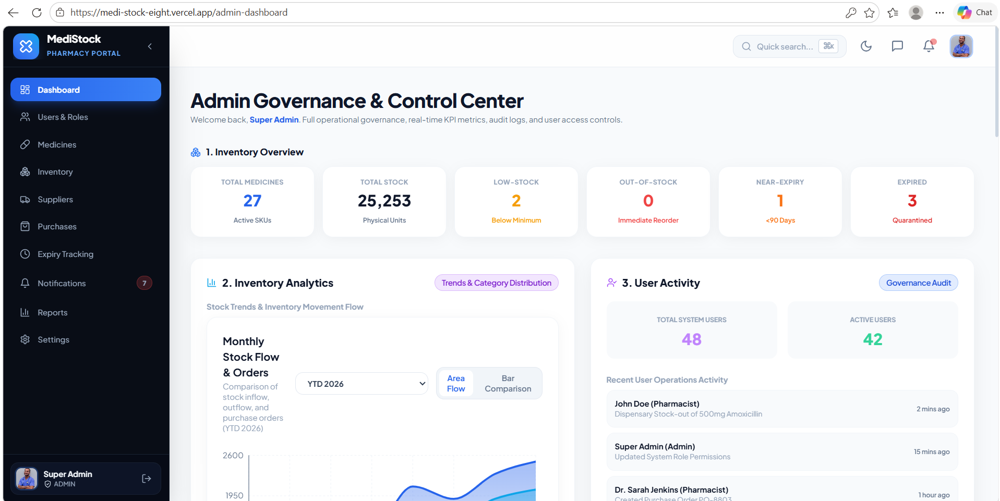 https://medi-stock-eight.vercel.app/admin-dashboard
Chat
MediStock
PHARMACY PORTAL
Quick search...
⌘K
Dashboard
Users & Roles
Medicines
Inventory
Suppliers
Purchases
Expiry Tracking
Notifications
7
Reports
Settings
Super Admin
ADMIN
Admin Governance & Control Center
Welcome back, Super Admin. Full operational governance, real-time KPI metrics, audit logs, and user access controls.
1. Inventory Overview
TOTAL MEDICINES
27
Active SKUs
TOTAL STOCK
25,253
Physical Units
LOW-STOCK
2
Below Minimum
OUT-OF-STOCK
0
Immediate Reorder
NEAR-EXPIRY
1
<90 Days
EXPIRED
3
Quarantined
2. Inventory Analytics
Trends & Category Distribution
Stock Trends & Inventory Movement Flow
Monthly
Stock Flow
& Orders
Comparison of
stock inflow,
outflow, and
purchase orders
(YTD 2026)
YTD 2026
Area
Flow
Bar
Comparison
2600
1950
3. User Activity
Governance Audit
TOTAL SYSTEM USERS
48
ACTIVE USERS
42
Recent User Operations Activity
John Doe (Pharmacist)
Dispensary Stock-out of 500mg Amoxicillin
2 mins ago
Super Admin (Admin)
Updated System Role Permissions
15 mins ago
Dr. Sarah Jenkins (Pharmacist)
Created Purchase Order PO-8803
1 hour ago